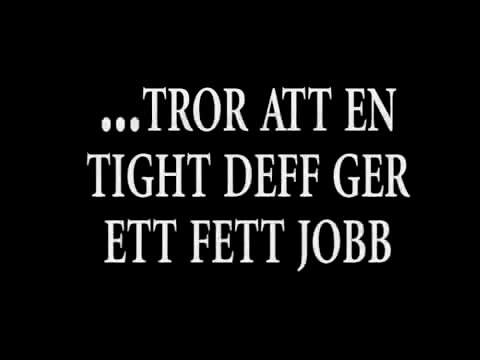 ...TROR ATT EN
TIGHT DEFF GER
ETT FETT JOBB